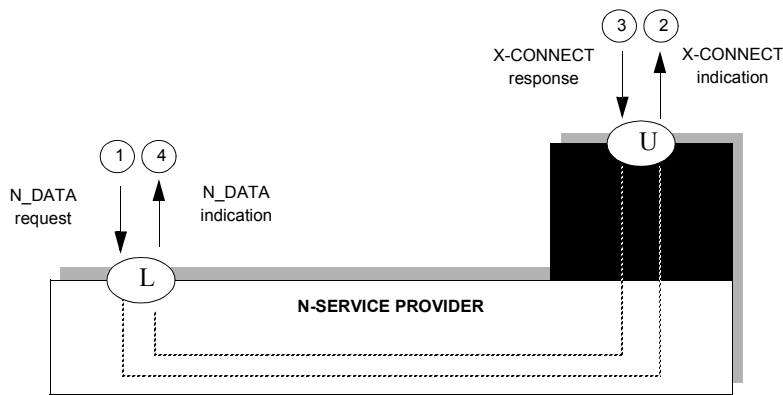 3 2
X-CONNECT
response
X-CONNECT
indication
U
1 4
N_DATA
request
N_DATA
indication
L
N-SERVICE PROVIDER